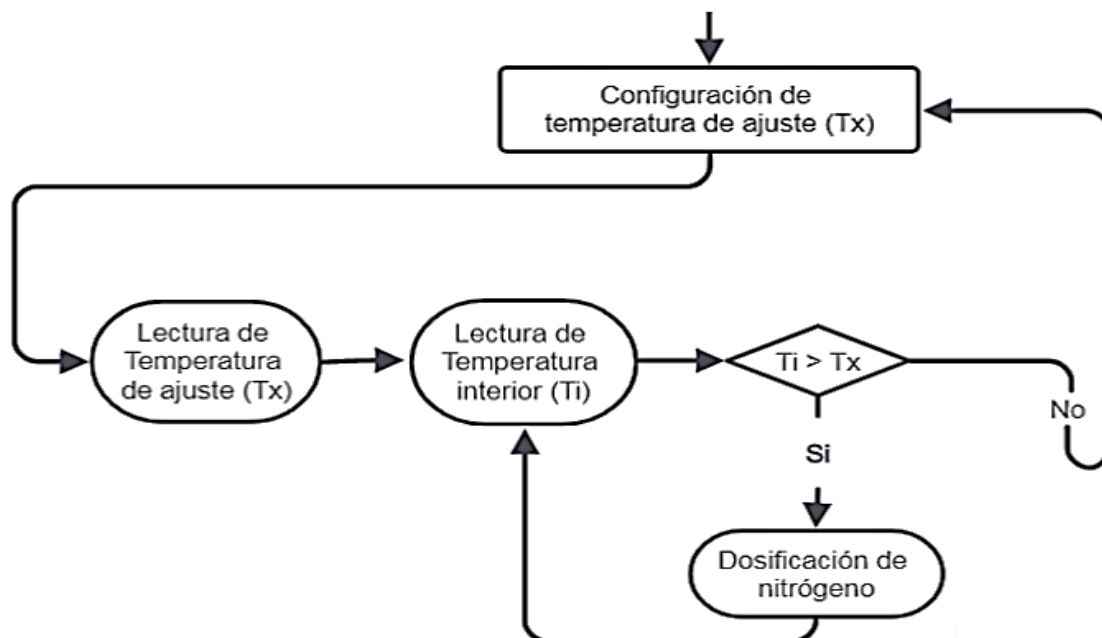 Configuración de
temperatura de ajuste (Tx)
Lectura de
Temperatura
de ajuste (Tx)
Lectura de
Temperatura
interior (Ti)
Ti > Tx
No
Si
Dosificación de
nitrógeno